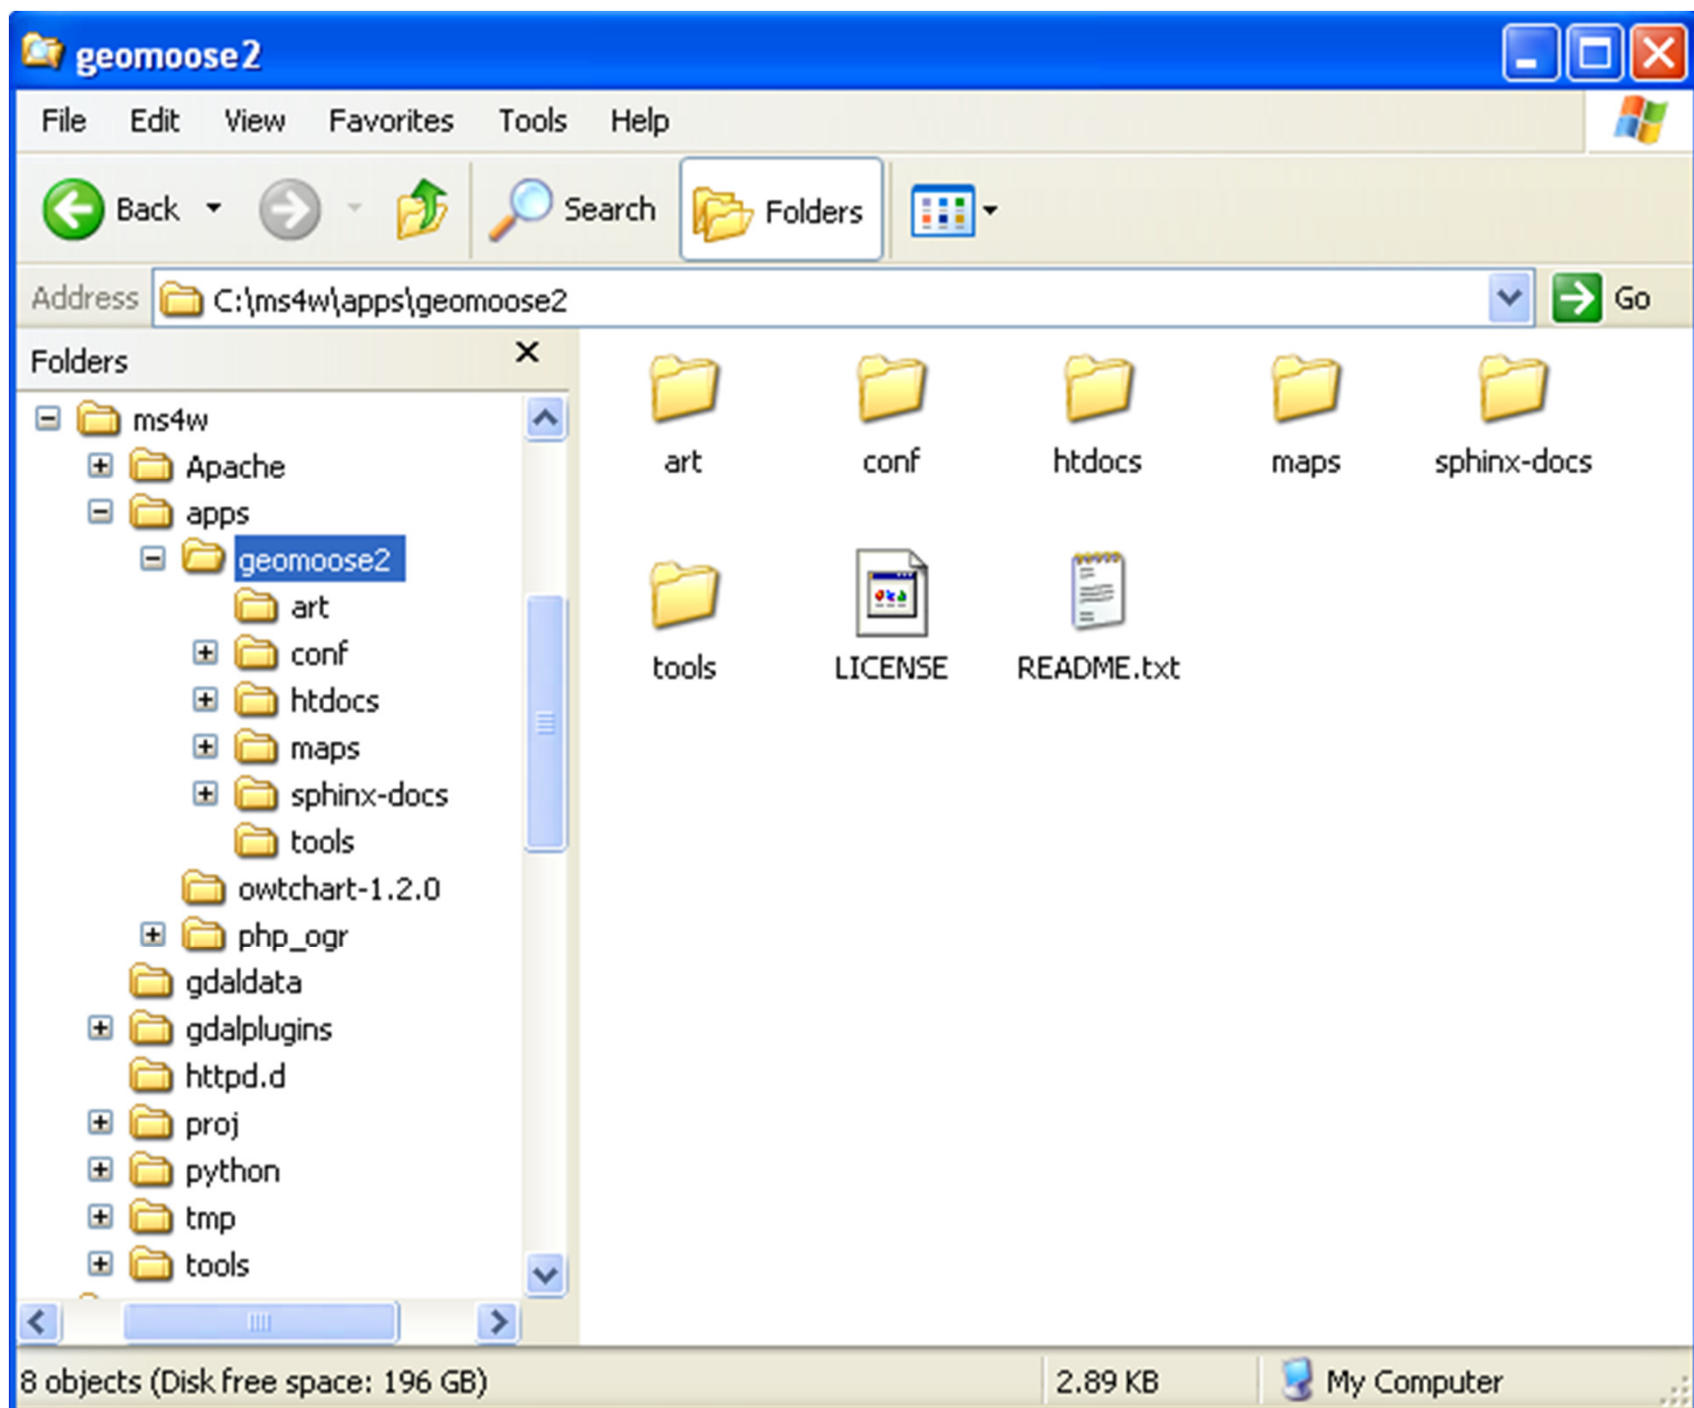 geomoose2
File Edit View Favorites Tools Help
Back Search Folders
Address C:\ms4w\apps\geomoose2 Go
Folders
ms4w
Apache
apps
geomoose2
art
conf
htdocs
maps
sphinx-docs
tools
owtchart-1.2.0
php_ogr
gdaldata
gdalplugins
httpd.d
proj
python
tmp
tools
art conf htdocs maps sphinx-docs
tools LICENSE README.txt
8 objects (Disk free space: 196 GB) 2.89 KB My Computer